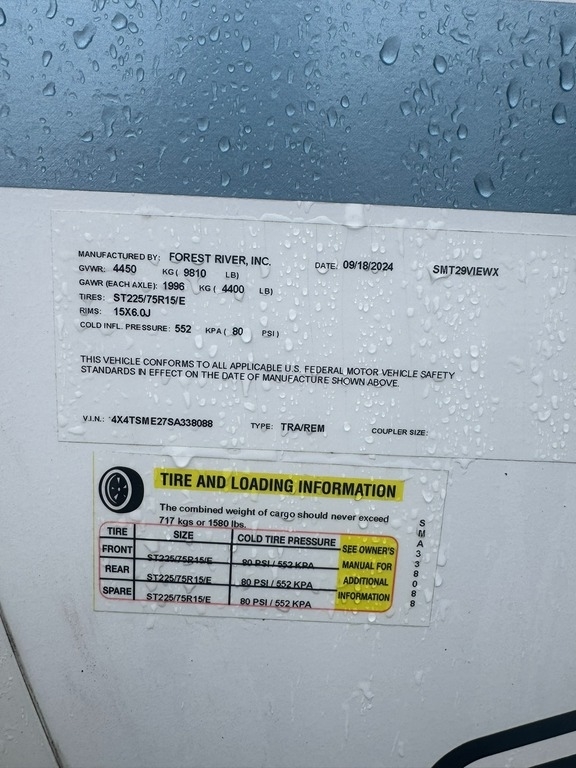 MANUFACTURED BY: FOREST RIVER, INC. DATE: 09/18/2024 SMT29VIEWX
GVWR: 4450 KG ( 9810 LB)
GAWR (EACH AXLE): 1996 KG ( 4400 LB)
TIRES: ST225/75R15/E
RIMS: 15X6.0J
COLD INFL. PRESSURE: 552 KPA ( 80 PSI )
THIS VEHICLE CONFORMS TO ALL APPLICABLE U.S. FEDERAL MOTOR VEHICLE SAFETY
STANDARDS IN EFFECT ON THE DATE OF MANUFACTURE SHOWN ABOVE.
V.I.N.: 4X4TSME27SA338088 TYPE: TRA/REM COUPLER SIZE:
TIRE AND LOADING INFORMATION
The combined weight of cargo should never exceed
717 kgs or 1580 lbs.
TIRE SIZE COLD TIRE PRESSURE
FRONT ST225/75R15/E 80 PSI / 552 KPA
REAR ST225/75R15/E 80 PSI / 552 KPA
SPARE ST225/75R15/E 80 PSI / 552 KPA
SEE OWNER'S
MANUAL FOR
ADDITIONAL
INFORMATION
SMA338088